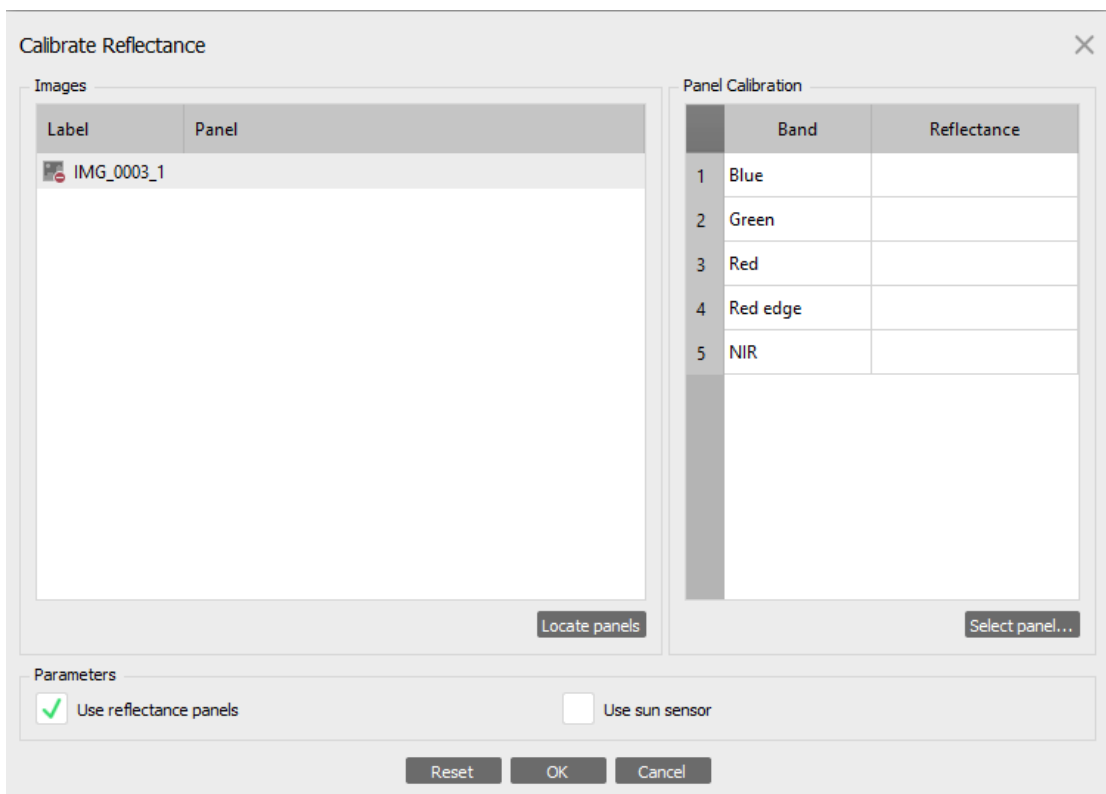 Calibrate Reflectance
Images
Label Panel
IMG_0003_1
Locate panels
Panel Calibration
Band Reflectance
1 Blue
2 Green
3 Red
4 Red edge
5 NIR
Select panel...
Parameters
Use reflectance panels Use sun sensor
Reset OK Cancel